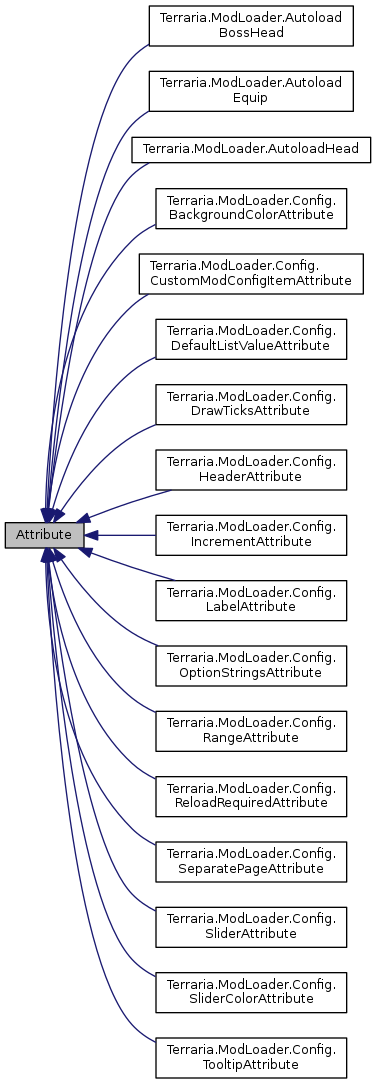 Terraria.ModLoader.Autoload
BossHead
Terraria.ModLoader.Autoload
Equip
Terraria.ModLoader.AutoloadHead
Terraria.ModLoader.Config.
BackgroundColorAttribute
Terraria.ModLoader.Config.
CustomModConfigItemAttribute
Terraria.ModLoader.Config.
DefaultListValueAttribute
Terraria.ModLoader.Config.
DrawTicksAttribute
Terraria.ModLoader.Config.
HeaderAttribute
Attribute
Terraria.ModLoader.Config.
IncrementAttribute
Terraria.ModLoader.Config.
LabelAttribute
Terraria.ModLoader.Config.
OptionStringsAttribute
Terraria.ModLoader.Config.
RangeAttribute
Terraria.ModLoader.Config.
ReloadRequiredAttribute
Terraria.ModLoader.Config.
SeparatePageAttribute
Terraria.ModLoader.Config.
SliderAttribute
Terraria.ModLoader.Config.
SliderColorAttribute
Terraria.ModLoader.Config.
TooltipAttribute